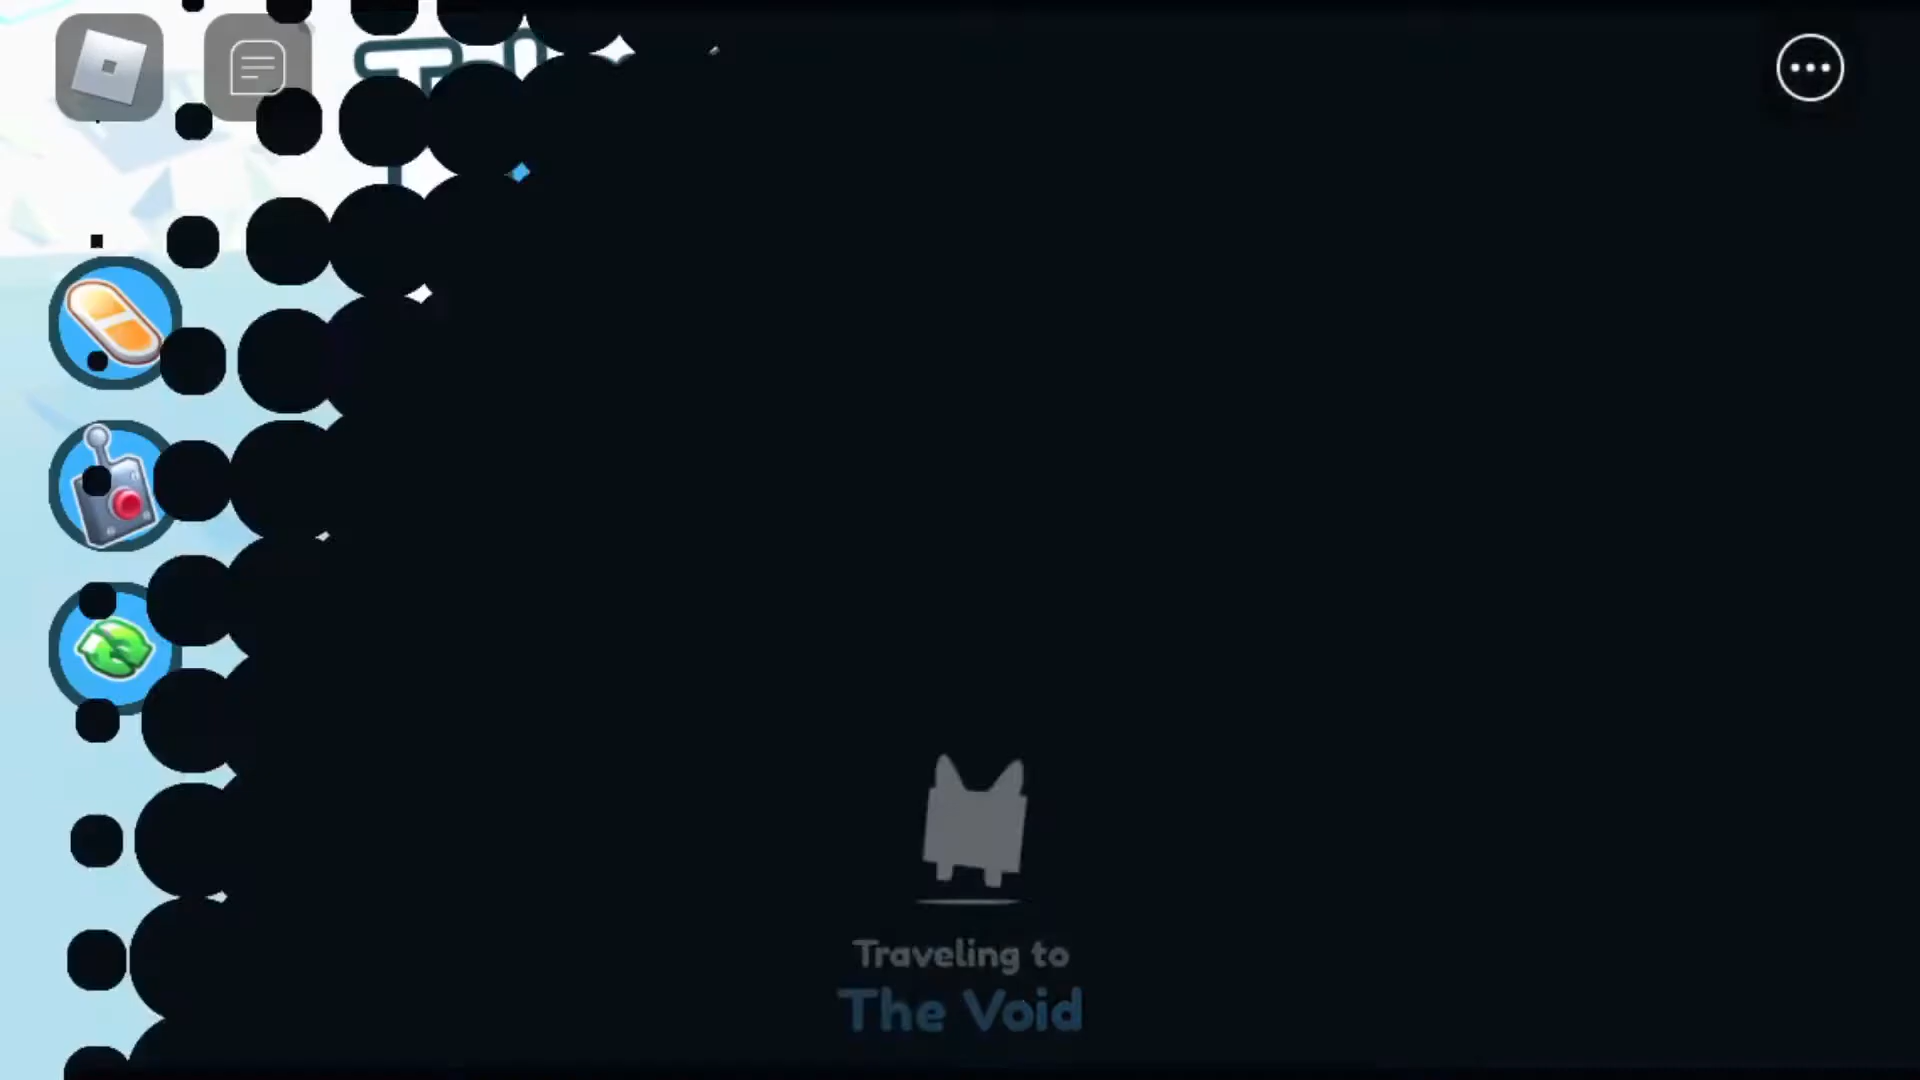 Traveling to
The Void